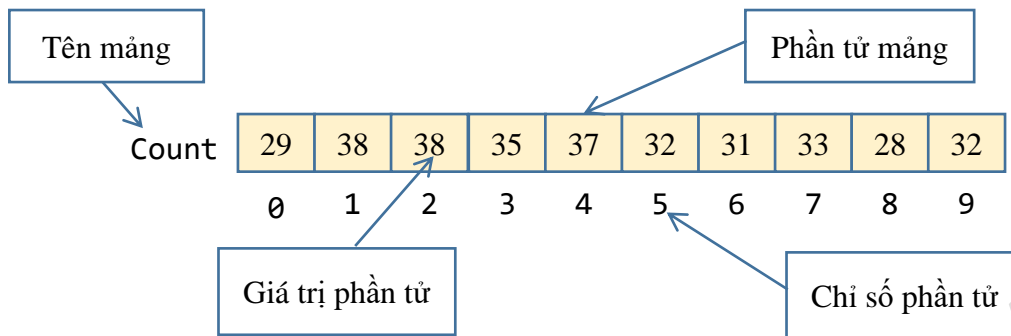 Tên mảng
Phần tử mảng
Count 29 38 38 35 37 32 31 33 28 32
0 1 2 3 4 5 6 7 8 9
Giá trị phần tử
Chỉ số phần tử